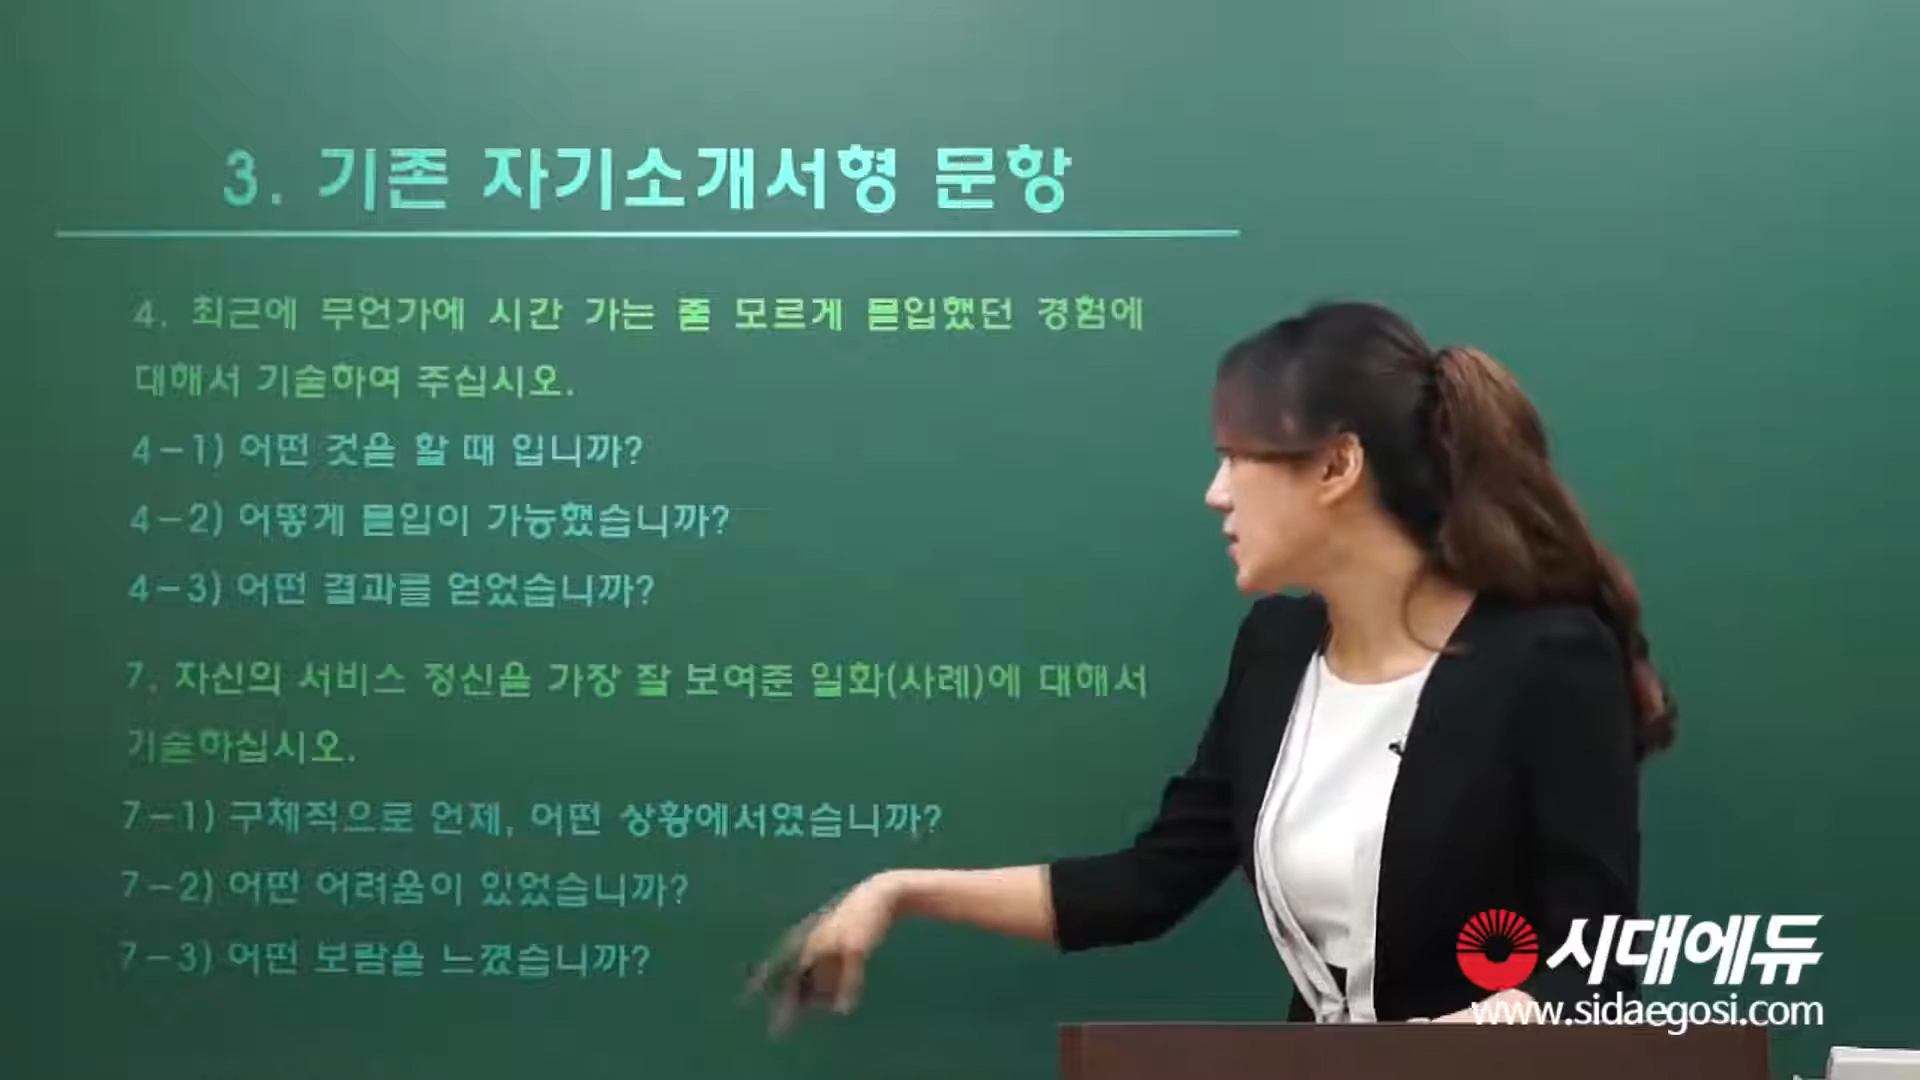 3. 기존 자기소개서형 문항
4. 최근에 무언가에 시간 가는 줄 모르게 몰입했던 경험에
대해서 기술하여 주십시오.
4-1) 어떤 것을 할 때 입니까?
4-2) 어떻게 몰입이 가능했습니까?
4-3) 어떤 결과를 얻었습니까?
7. 자신의 서비스 정신을 가장 잘 보여준 일화(사례)에 대해서
기술하십시오.
7-1) 구체적으로 언제, 어떤 상황에서였습니까?
7-2) 어떤 어려움이 있었습니까?
7-3) 어떤 보람을 느꼈습니까?
시대에듀
www.sidaegosi.com